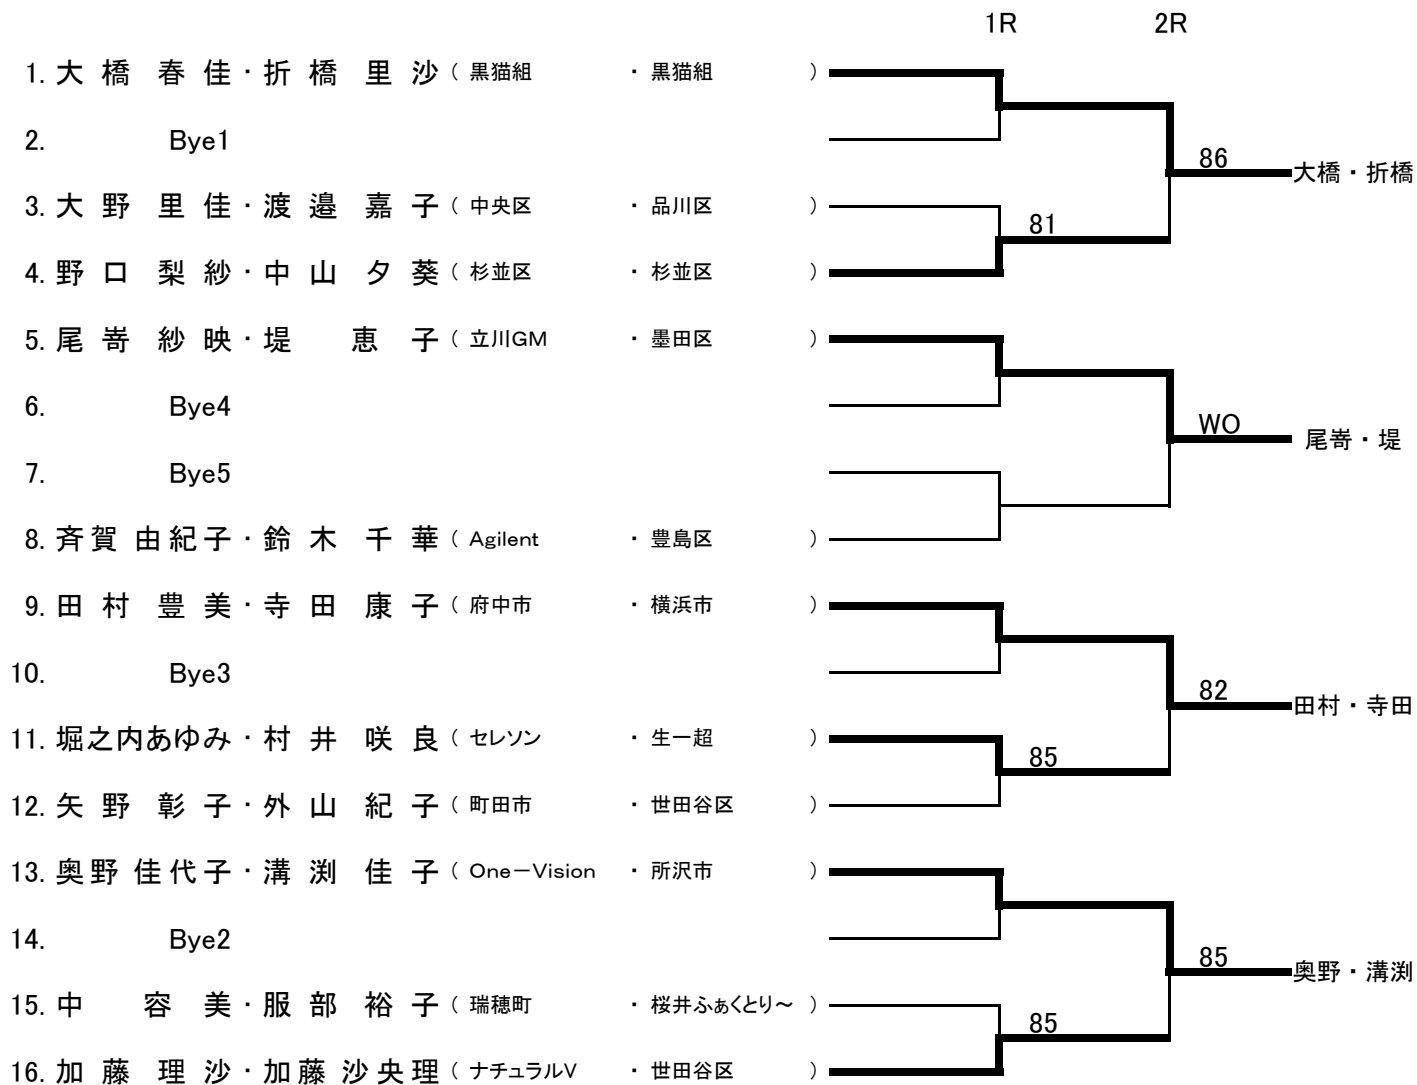 1R 2R
1. 大橋 春佳・折橋里沙 ( 黒猫組 ・ 黒猫組 )
2. Bye1
86
大橋・折橋
3. 大野 里佳・渡邉嘉子 ( 中央区 ・ 品川区 )
81
4. 野口 梨紗・中山夕葵 ( 杉並区 ・ 杉並区 )
5. 尾嵜 紗映・堤 恵子 ( 立川GM ・ 墨田区 )
6. Bye4
WO
尾嵜・堤
7. Bye5
8. 斉賀 由紀子・鈴木千華 ( Agilent ・ 豊島区 )
9. 田村 豊美・寺田康子 ( 府中市 ・ 横浜市 )
10. Bye3
82
田村・寺田
11. 堀之内あゆみ・村井咲良 ( セレソン ・ 生一超 )
85
12. 矢野 彰子・外山紀子 ( 町田市 ・ 世田谷区 )
13. 奥野 佳代子・溝渕佳子 ( One－Vision ・ 所沢市 )
14. Bye2
85
奥野・溝渕
15. 中 容美・服部裕子 ( 瑞穂町 ・ 桜井ふぁくとり～ )
85
16. 加藤 理沙・加藤沙央理 ( ナチュラルV ・ 世田谷区 )